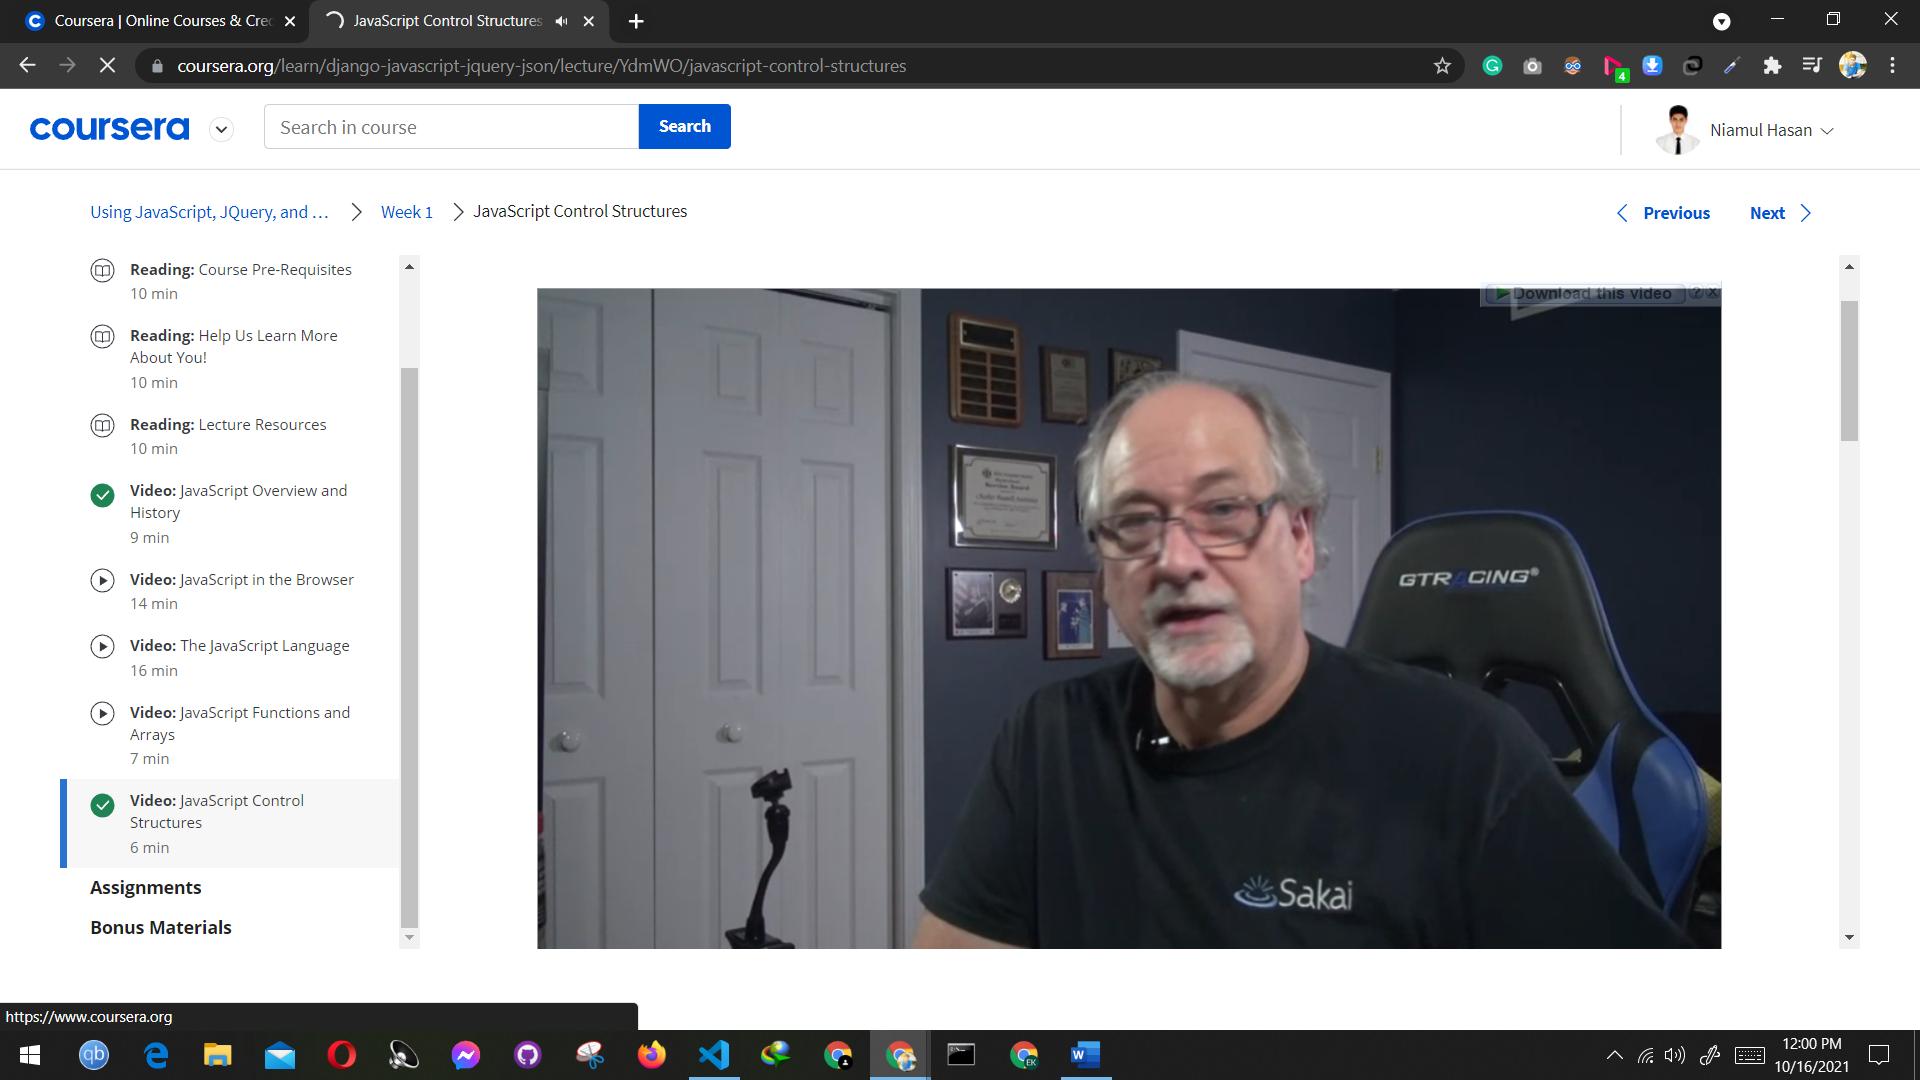 Coursera | Online Courses & Cre
JavaScript Control Structures
coursera.org/learn/django-javascript-jquery-json/lecture/YdmWO/javascript-control-structures
4
coursera
Search in course
Search
Niamul Hasan
Using JavaScript, JQuery, and ...
Week 1
JavaScript Control Structures
Previous
Next
Reading: Course Pre-Requisites
10 min
Reading: Help Us Learn More
About You!
10 min
Reading: Lecture Resources
10 min
Video: JavaScript Overview and
History
9 min
Video: JavaScript in the Browser
14 min
Video: The JavaScript Language
16 min
Video: JavaScript Functions and
Arrays
7 min
Video: JavaScript Control
Structures
6 min
Assignments
Bonus Materials
Download this video
GTRACING®
Sakai
https://www.coursera.org
qb
EK
12:00 PM
10/16/2021